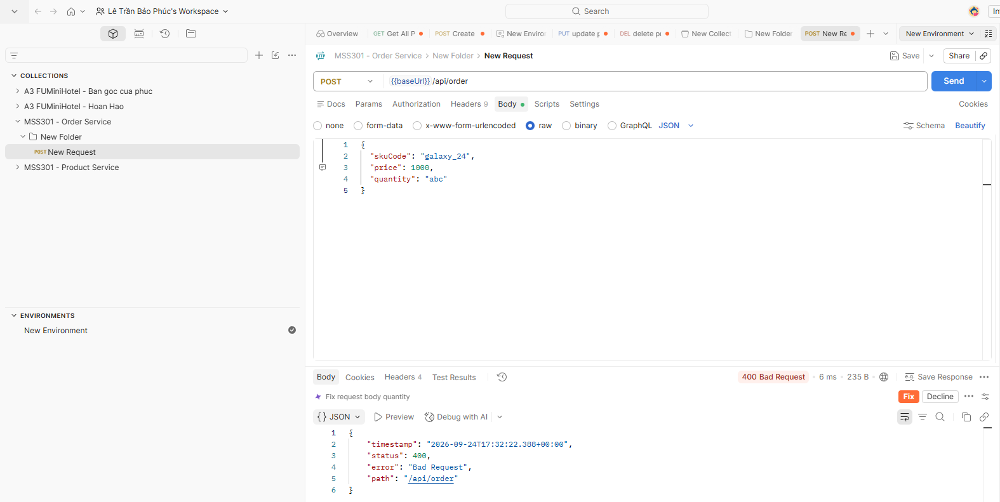 Lê Trần Bảo Phúc's Workspace
Search
Overview
GET Get All P
POST Create
New Enviror
PUT update p
DEL delete pr
New Collect
New Folder
POST New Re
New Environment
COLLECTIONS
A3 FUMiniHotel - Ban goc cua phuc
A3 FUMiniHotel - Hoan Hao
MSS301 - Order Service
New Folder
POST New Request
MSS301 - Product Service
ENVIRONMENTS
New Environment
HTTP MSS301 - Order Service > New Folder > New Request
Save
Share
POST
{{baseUrl}}/api/order
Send
Docs Params Authorization Headers 9 Body Scripts Settings
Cookies
none form-data x-www-form-urlencoded raw binary GraphQL JSON
Schema Beautify
1 {
2 "skuCode": "galaxy_24",
3 "price": 1000,
4 "quantity": "abc"
5 }
Body Cookies Headers 4 Test Results
400 Bad Request • 6 ms • 235 B
e.g. Save Response
Fix request body quantity
Fix Decline
{} JSON Preview Debug with AI
1 {
2 "timestamp": "2026-09-24T17:32:22.388+00:00",
3 "status": 400,
4 "error": "Bad Request",
5 "path": "/api/order"
6 }